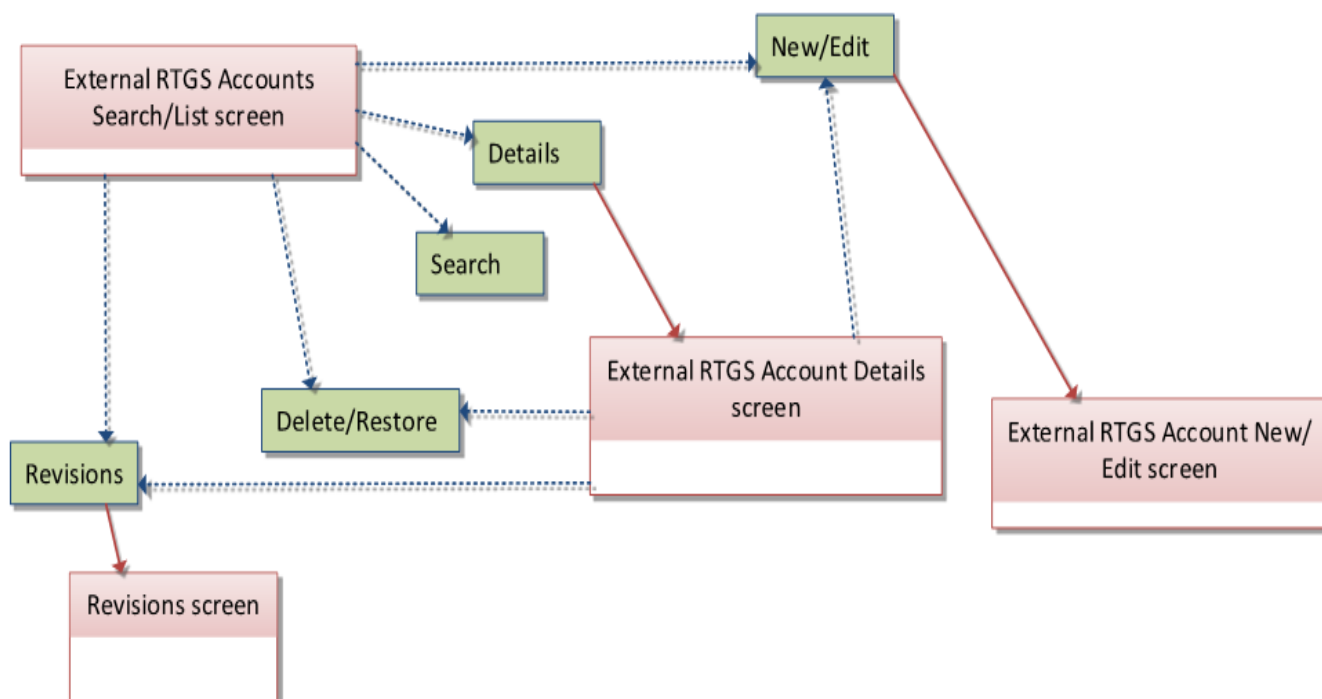 New/Edit
External RTGS Accounts
Search/List screen
Details
Search
External RTGS Account Details
screen
Delete/Restore
External RTGS Account New/
Edit screen
Revisions
Revisions screen